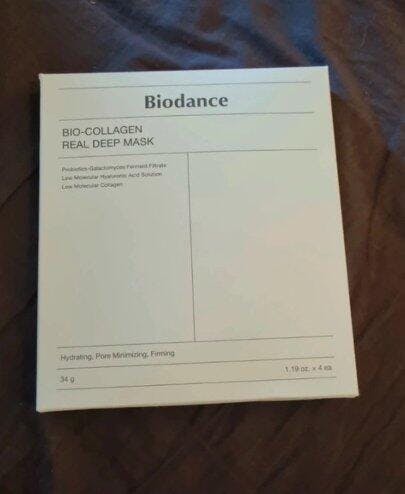 Biodance
BIO-COLLAGEN
REAL DEEP MASK
Probiotics-Galactomyces Ferment Filtrate
Low Molecular Hyaluronic Acid Solution
Low Molecular Collagen
Hydrating, Pore Minimizing, Firming
34 g
1.19 oz. x 4 ea